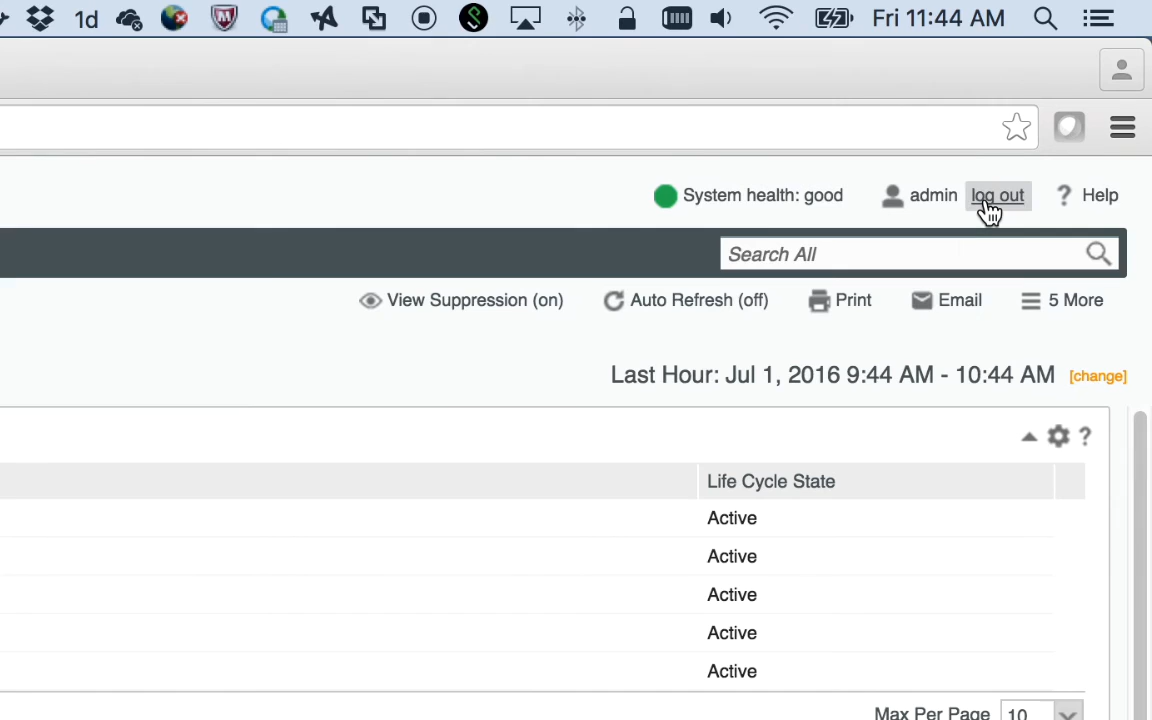 1d Fri 11:44 AM
System health: good admin log out ? Help
Search All
View Suppression (on) Auto Refresh (off) Print Email 5 More
Last Hour: Jul 1, 2016 9:44 AM - 10:44 AM [change]
?
Life Cycle State
Active
Active
Active
Active
Active
Max Per Page 10